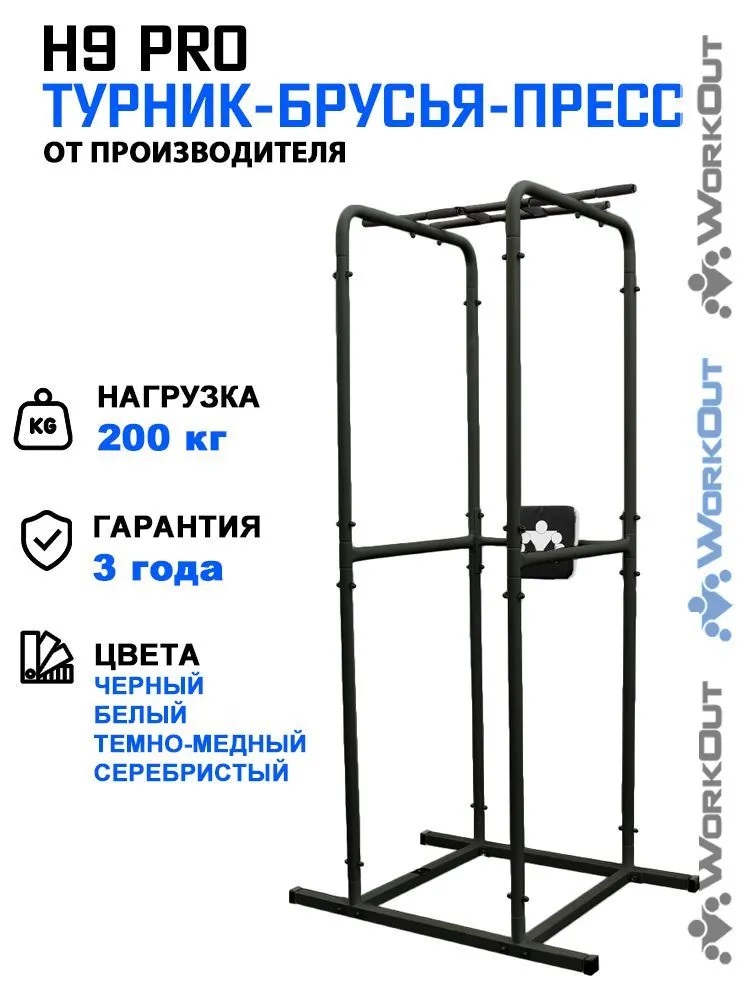 H9 PRO
ТУРНИК-БРУСЬЯ-ПРЕСС
ОТ ПРОИЗВОДИТЕЛЯ
KG
НАГРУЗКА
200 кг
ГАРАНТИЯ
3 года
ЦВЕТА
ЧЕРНЫЙ
БЕЛЫЙ
ТЕМНО-МЕДНЫЙ
СЕРЕБРИСТЫЙ
WORKOUT
WORKOUT
WORKOUT